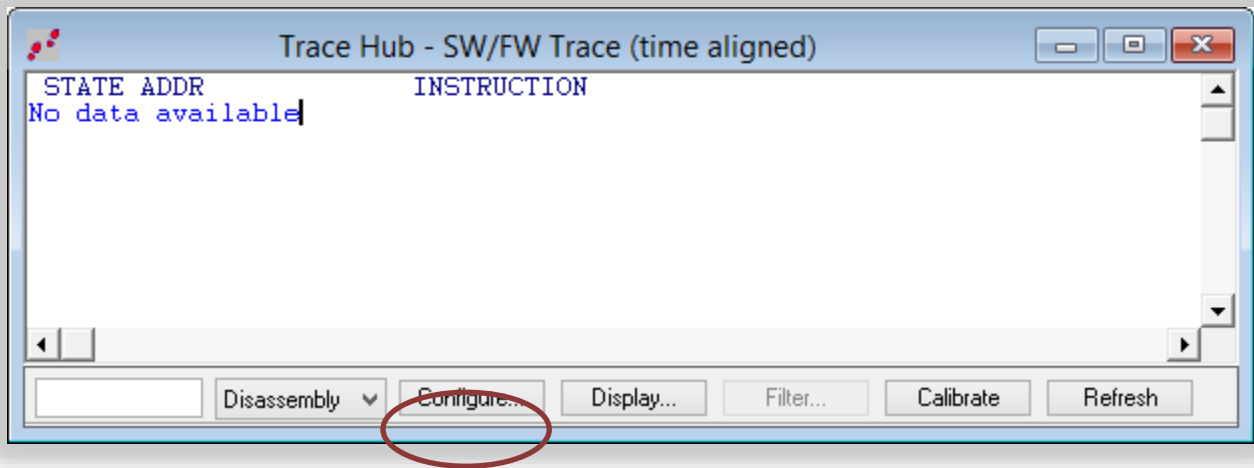 Trace Hub - SW/FW Trace (time aligned)
STATE ADDR INSTRUCTION
No data available
Disassembly Configure... Display... Filter... Calibrate Refresh